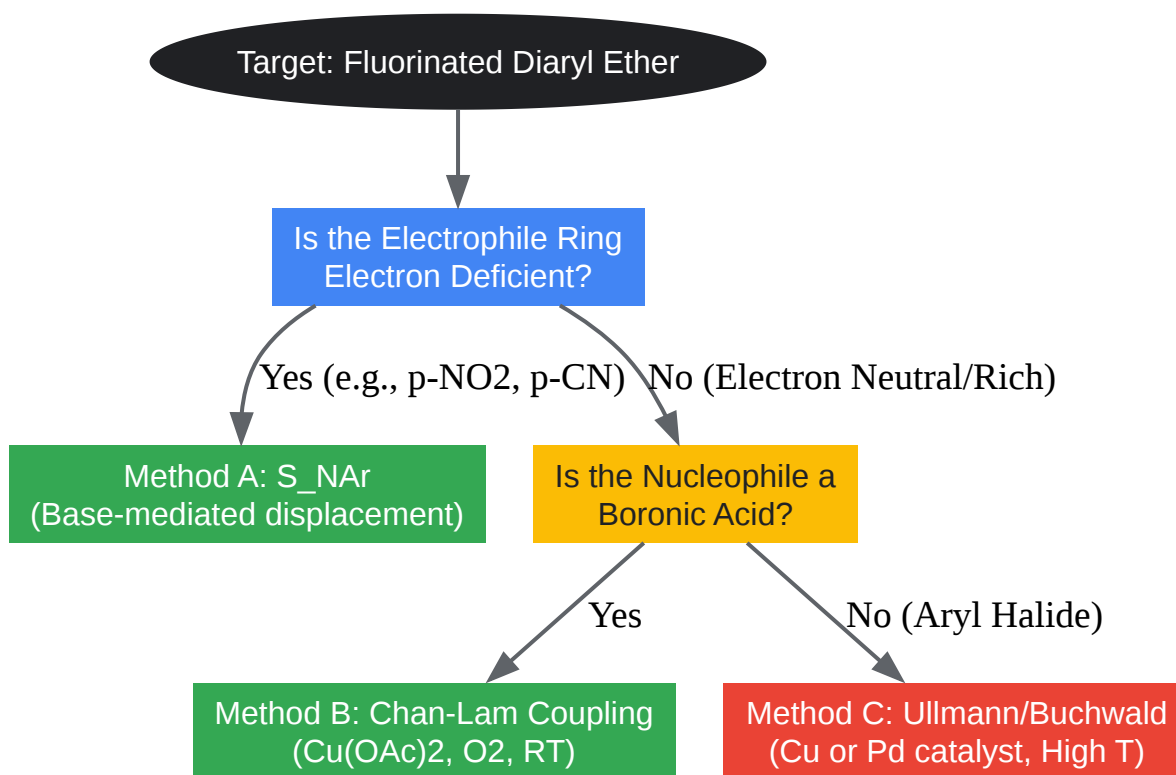 Target: Fluorinated Diaryl Ether
Is the Electrophile Ring
Electron Deficient?
Yes (e.g., p-NO2, p-CN)
No (Electron Neutral/Rich)
Method A: S_NAr
(Base-mediated displacement)
Is the Nucleophile a
Boronic Acid?
Yes
No (Aryl Halide)
Method B: Chan-Lam Coupling
(Cu(OAc)2, O2, RT)
Method C: Ullmann/Buchwald
(Cu or Pd catalyst, High T)